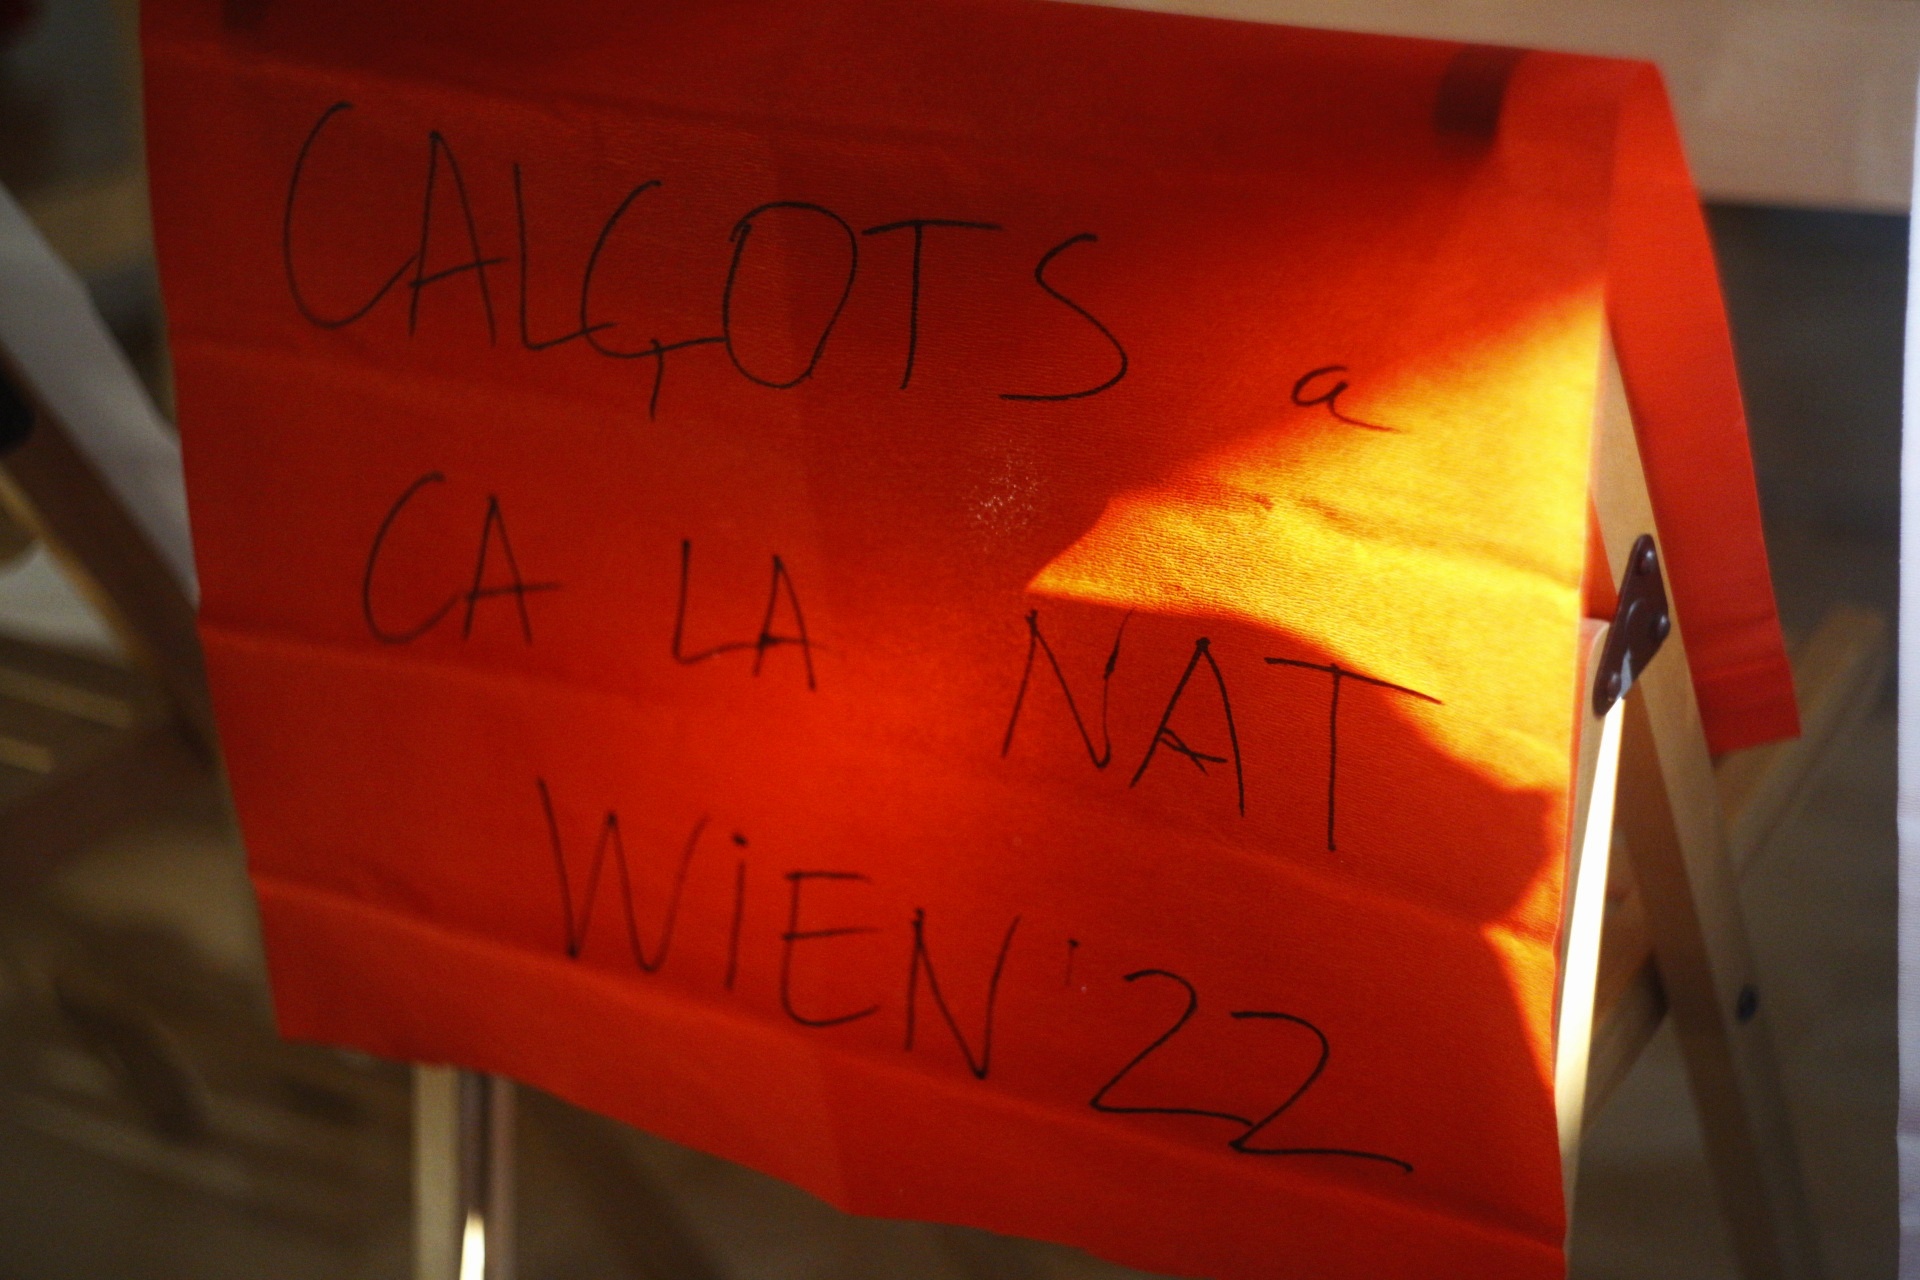 CALÇOTS a
CA LA NAT
WiEN '22